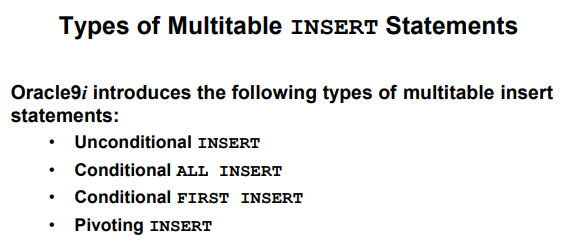 Types of Multitable INSERT Statements
Oracle9i introduces the following types of multitable insert
statements:
• Unconditional INSERT
• Conditional ALL INSERT
• Conditional FIRST INSERT
• Pivoting INSERT